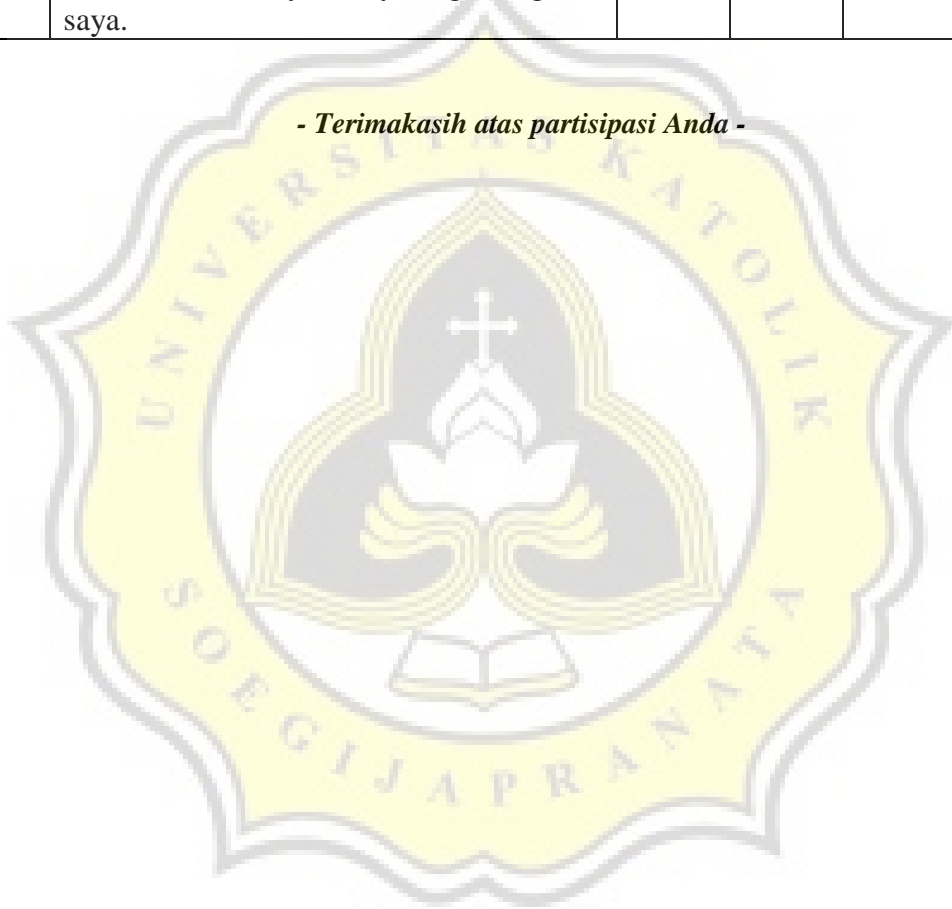 saya.
- Terimakasih atas partisipasi Anda -
UNIVERSITAS KATOLIK
SOEGIJAPRANATA